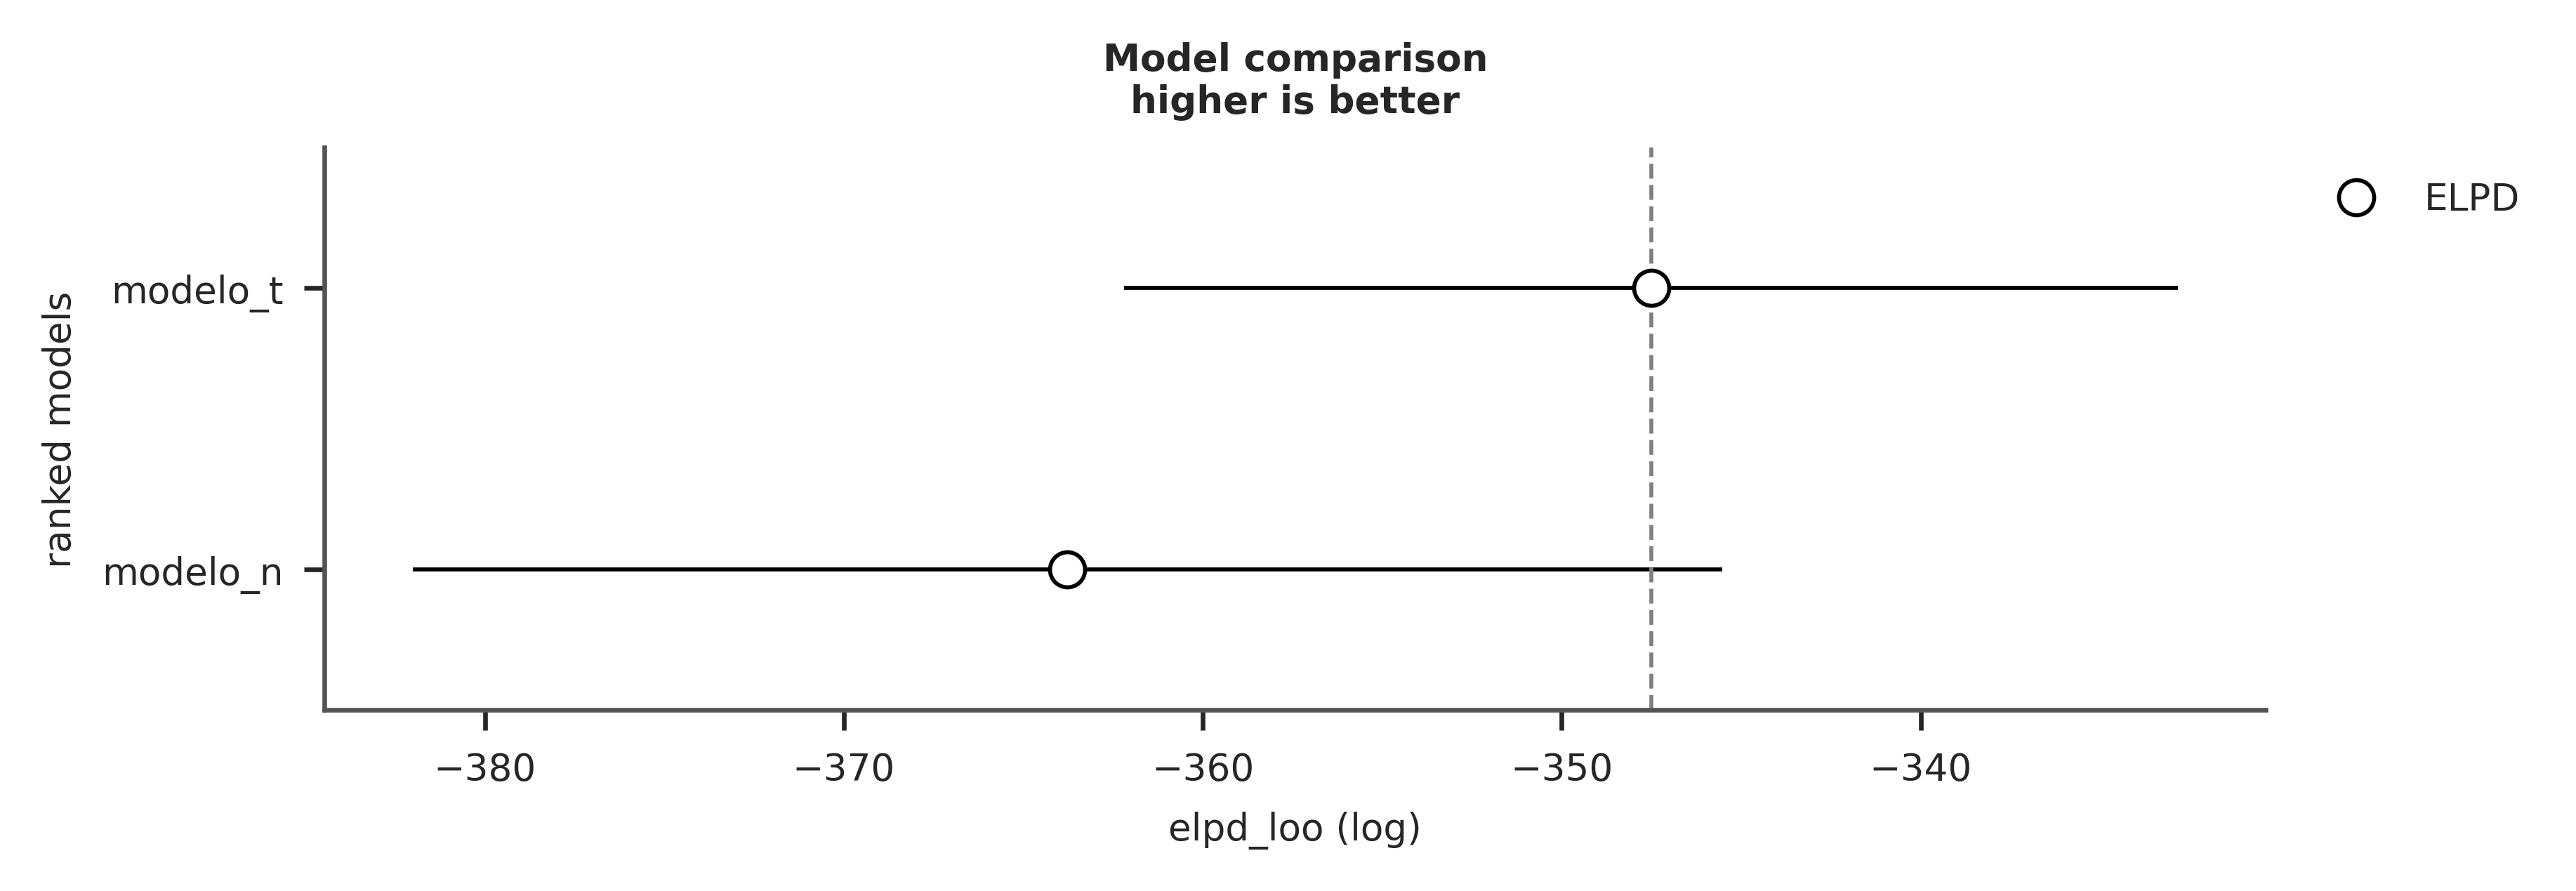 Model comparison
higher is better
ELPD
modelo_t
modelo_n
ranked models
−380
−370
−360
−350
−340
elpd_loo (log)